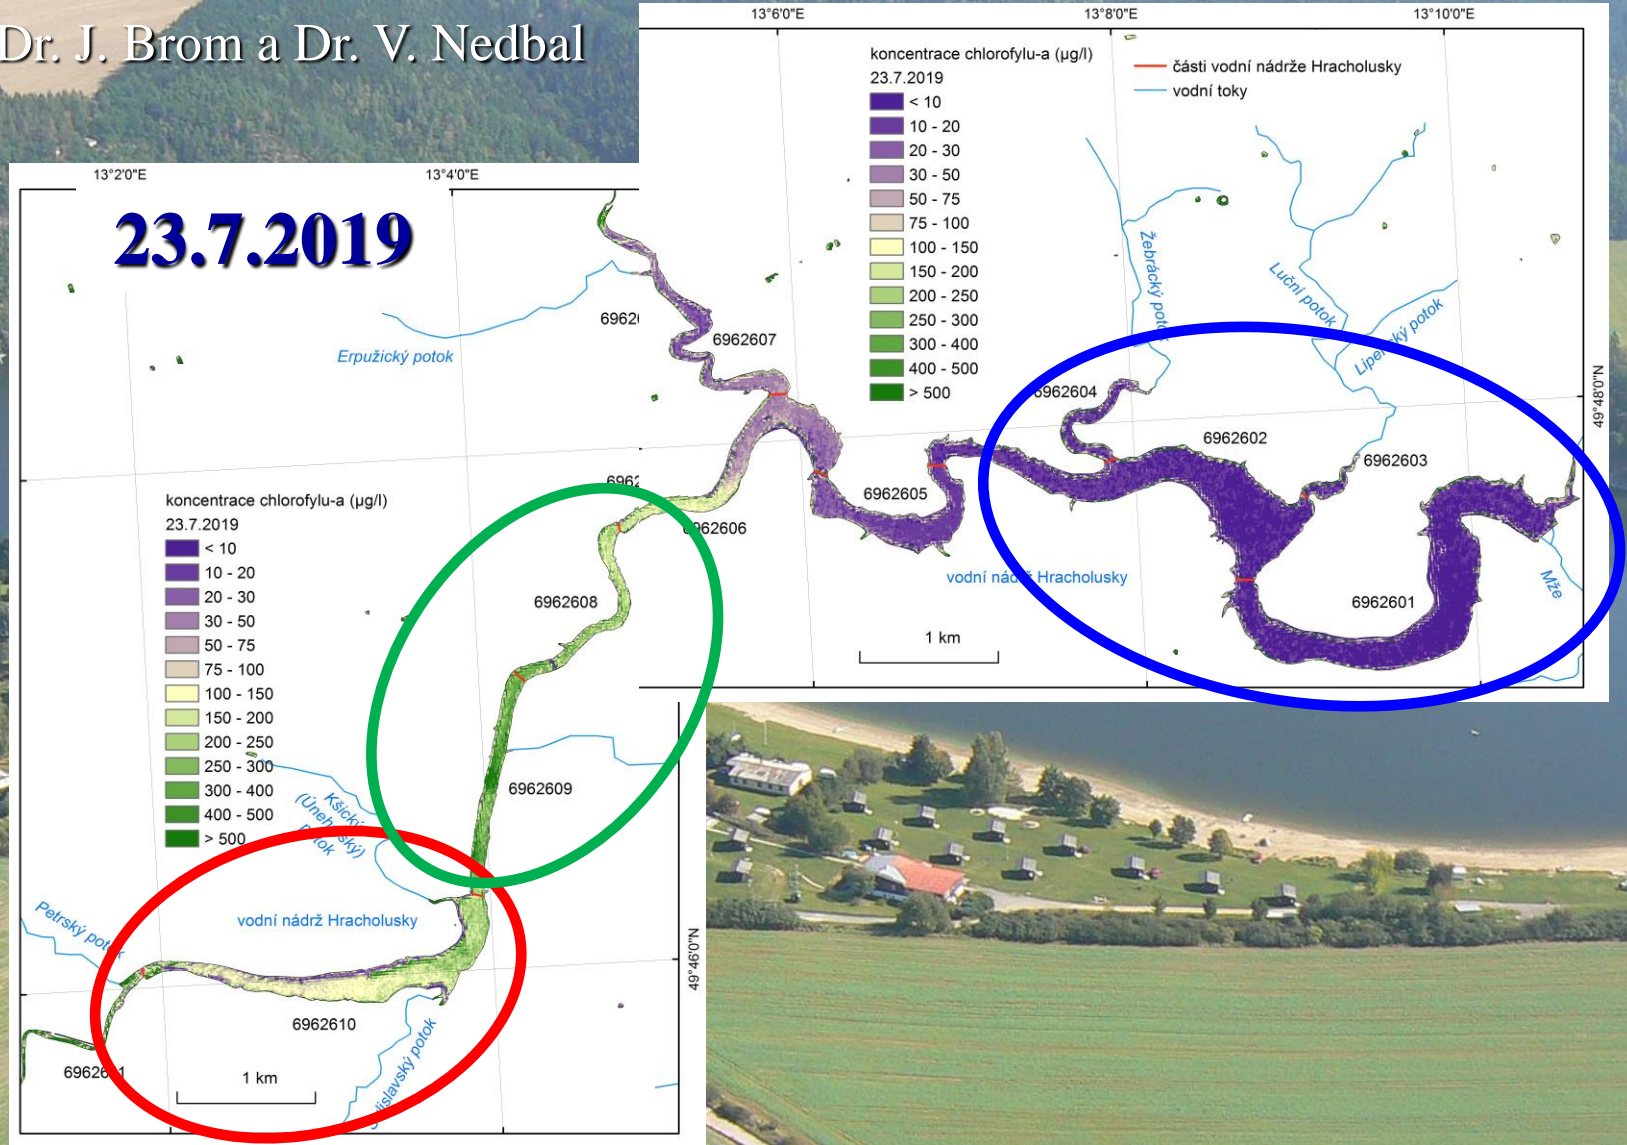 Dr. J. Brom a Dr. V. Nedbal
23.7.2019
13°6'0"E
13°8'0"E
13°10'0"E
koncentrace chlorofylu-a (µg/l)
23.7.2019
< 10
10 - 20
20 - 30
30 - 50
50 - 75
75 - 100
100 - 150
150 - 200
200 - 250
250 - 300
300 - 400
400 - 500
> 500
části vodní nádrže Hracholusky
vodní toky
Žebrácký potok
Luční potok
Lipenský potok
49°48'0"N
6962607
6962604
6962602
6962603
6962605
6962606
vodní nádrž Hracholusky
6962601
Mže
1 km
13°2'0"E
13°4'0"E
Erpužický potok
koncentrace chlorofylu-a (µg/l)
23.7.2019
< 10
10 - 20
20 - 30
30 - 50
50 - 75
75 - 100
100 - 150
150 - 200
200 - 250
250 - 300
300 - 400
400 - 500
> 500
6962608
6962609
Kšický
(Únehelský)
potok
Petrský potok
vodní nádrž Hracholusky
49°46'0"N
6962610
potok
1 km